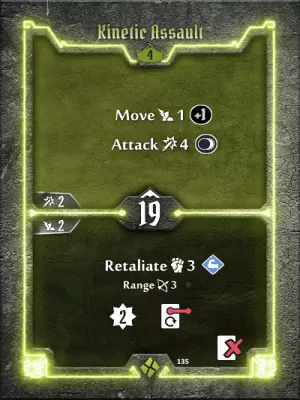 Kinetic Assault
4
Move 1 +1
Attack 4
2
19
2
Retaliate 3
Range 3
2
135